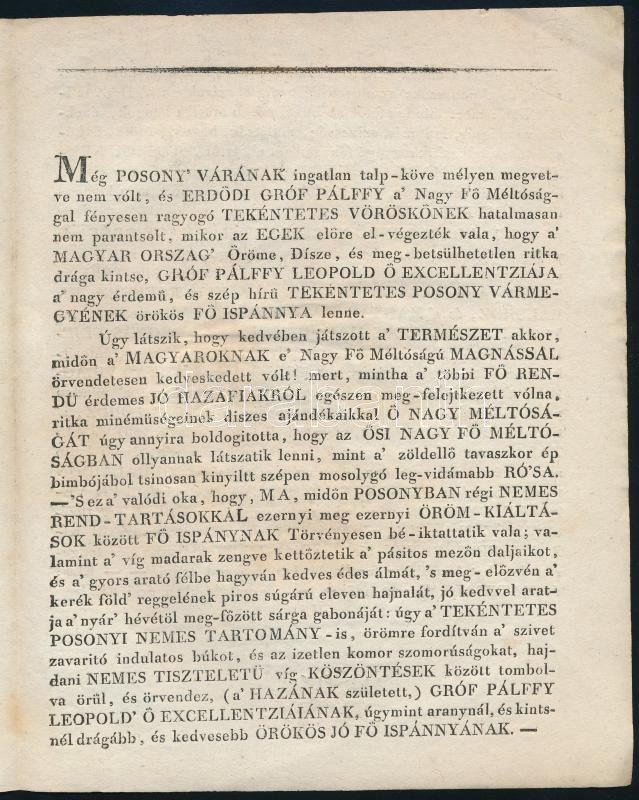 Még POSONY' VÁRÁNAK ingatlan talp-köve mélyen megvet-
ve nem vólt, és ERDÖDI GRÓF PÁLFFY a' Nagy Fő Méltóság-
gal fényesen ragyogó TEKÉNTETES VÖRÖSKÖNEK hatalmasan
nem parantsolt, mikor az EGEK elöre el-végezték vala, hogy a'
MAGYAR ORSZAG' Öröme, Dísze, és meg-betsülhetetlen ritka
drága kintse, GRÓF PÁLFFY LEOPOLD Ö EXCELLENTZIÁJA
a' nagy érdemű, és szép hírű TEKÉNTETES POSONY VÁRME-
GYÉNEK örökös FŐ ISPÁNNYA lenne.
Úgy látszik, hogy kedvében játszott a' TERMÉSZET akkor,
midőn a' MAGYAROKNAK e' Nagy Fő Méltóságú MAGNÁSSAL
örvendetesen kedveskedett vólt! mert, mintha a' többi FŐ REN-
DŰ érdemes JÓ HAZAFIAKRÓL egészen meg-felejtkezett vólna,
ritka minéműségeinek díszes ajándékaikkal Ö NAGY MÉLTÓSÁ-
GÁT úgy annyira boldogitotta, hogy az ŐSI NAGY FŐ MÉLTÓ-
SÁGBAN ollyannak látszatik lenni, mint a' zöldellő tavaszkor ép
bimbójábol tsinosan kinyiltt szépen mosolygó leg-vidámabb RÓ'SA.
—'S ez a' valódi oka, hogy, MA, midőn POSONYBAN régi NEMES
REND-TARTÁSOKKAL ezernyi meg ezernyi ÖRÖM-KIÁLTÁ-
SOK között FŐ ISPÁNYNAK Törvényesen bé-iktattatik vala; va-
lamint a' víg madarak zengve kettőztetik a' pásitos mezőn daljaikot,
és a' gyors arató félbe hagyván kedves édes álmát, 's meg-előzvén a'
kerék föld' reggelének piros súgárú eleven hajnalát, jó kedvvel arat-
ja a' nyár' hévétöl meg-főzött sárga gabonáját: úgy a' TEKÉNTETES
POSONYI NEMES TARTOMÁNY-is, örömre fordítván a' szivet
zavaritó indulatos búkot, és az izetlen komor szomorúságokat, haj-
dani NEMES TISZTELETŰ víg KÖSZÖNTÉSEK között tombol-
va örül, és örvendez, (a' HAZÁNAK született,) GRÓF PÁLFFY
LEOPOLD' Ö EXCELLENTZIÁIÁNAK, úgymint aranynál, és kints-
nél drágább, és kedvesebb ÖRÖKÖS JÓ FŐ ISPÁNNYÁNAK. —